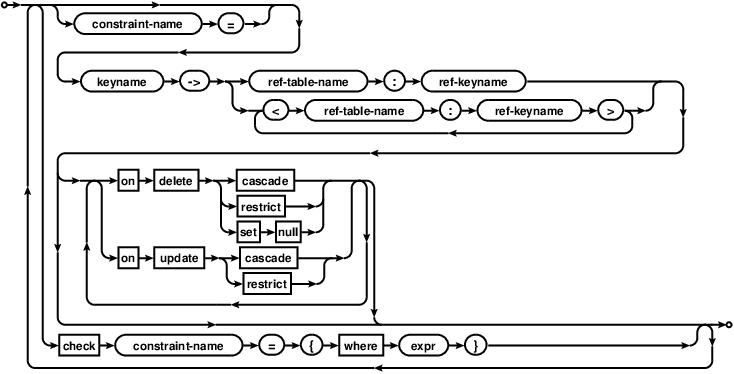 constraint-name =
keyname -> ref-table-name : ref-keyname
< ref-table-name : ref-keyname >
on delete cascade
restrict
set null
on update cascade
restrict
check constraint-name = { where expr }